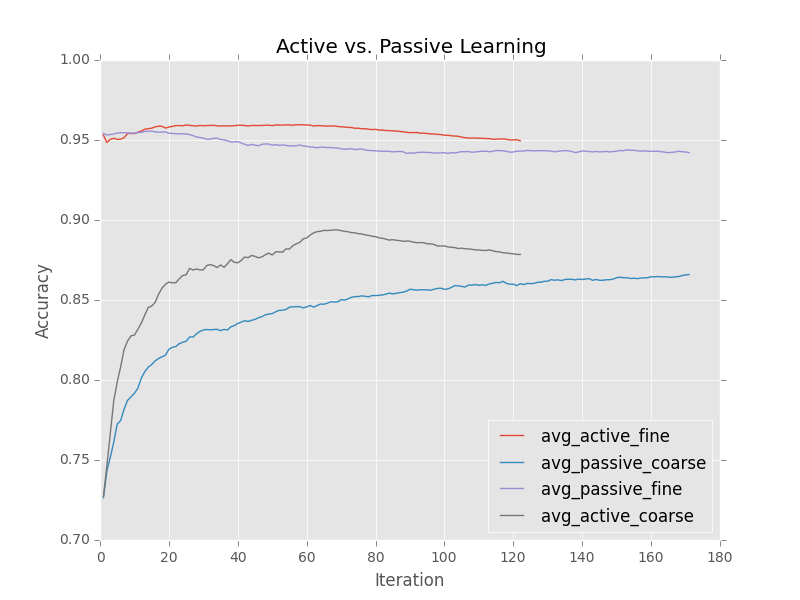 Active vs. Passive Learning
1.00
0.95
0.90
0.85
0.80
0.75
0.70
Accuracy
avg_active_fine
avg_passive_coarse
avg_passive_fine
avg_active_coarse
0 20 40 60 80 100 120 140 160 180
Iteration